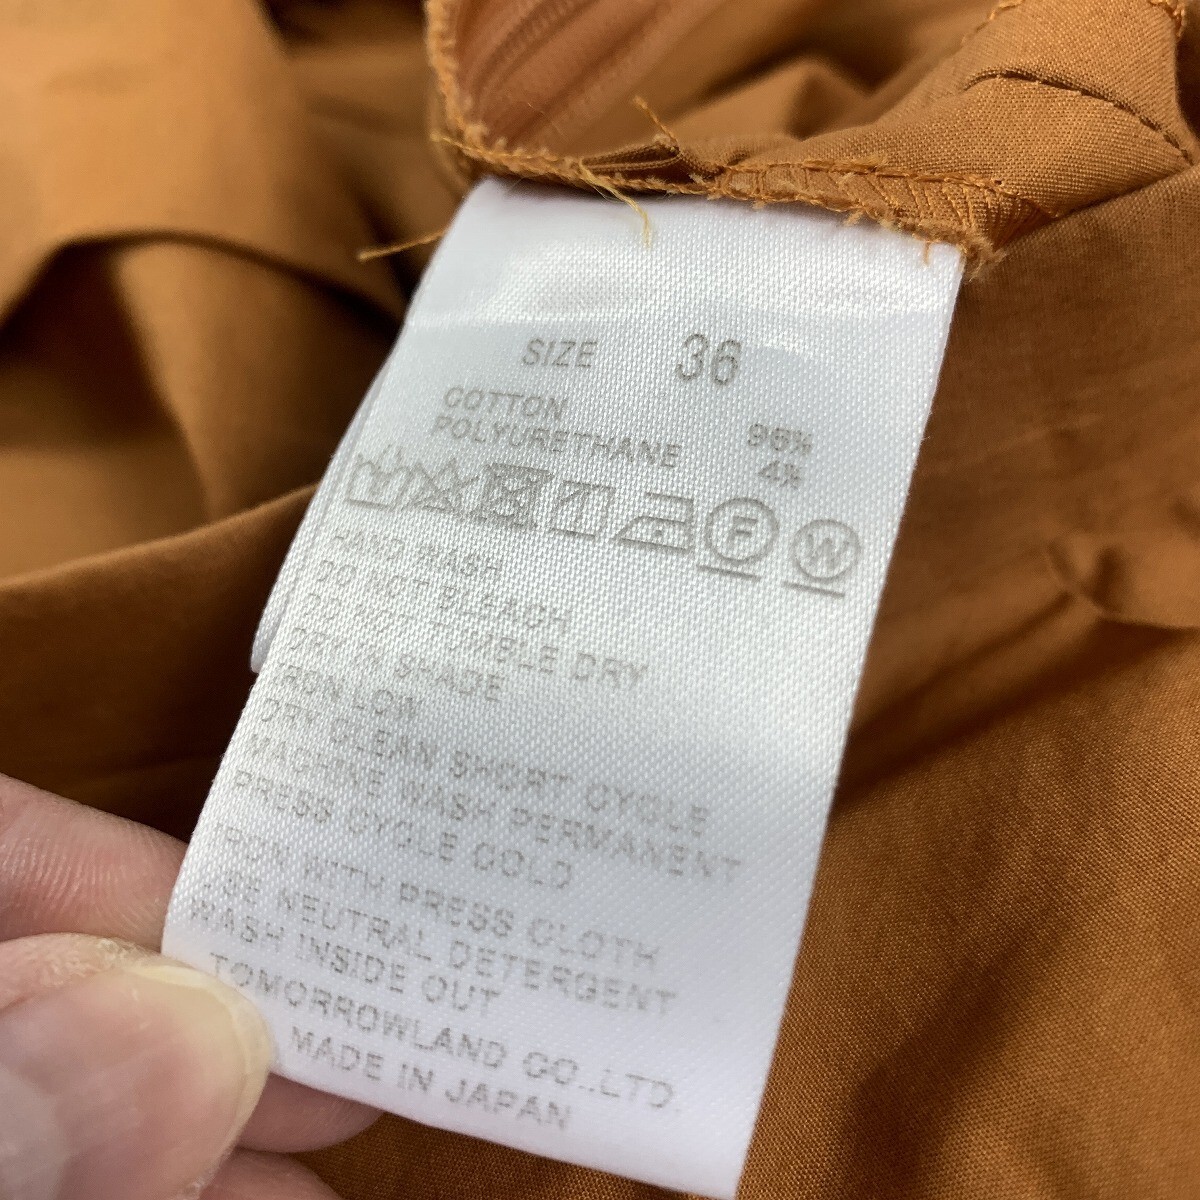 SIZE 36
COTTON 96%
POLYURETHANE 4%
F W
HAND WASH
DO NOT BLEACH
DO NOT TUMBLE DRY
DRY IN SHADE
IRON LOW
DRY CLEAN SHORT CYCLE
MACHINE WASH PERMANENT
PRESS CYCLE COLD
IRON WITH PRESS CLOTH
USE NEUTRAL DETERGENT
WASH INSIDE OUT
TOMORROWLAND CO.,LTD.
MADE IN JAPAN